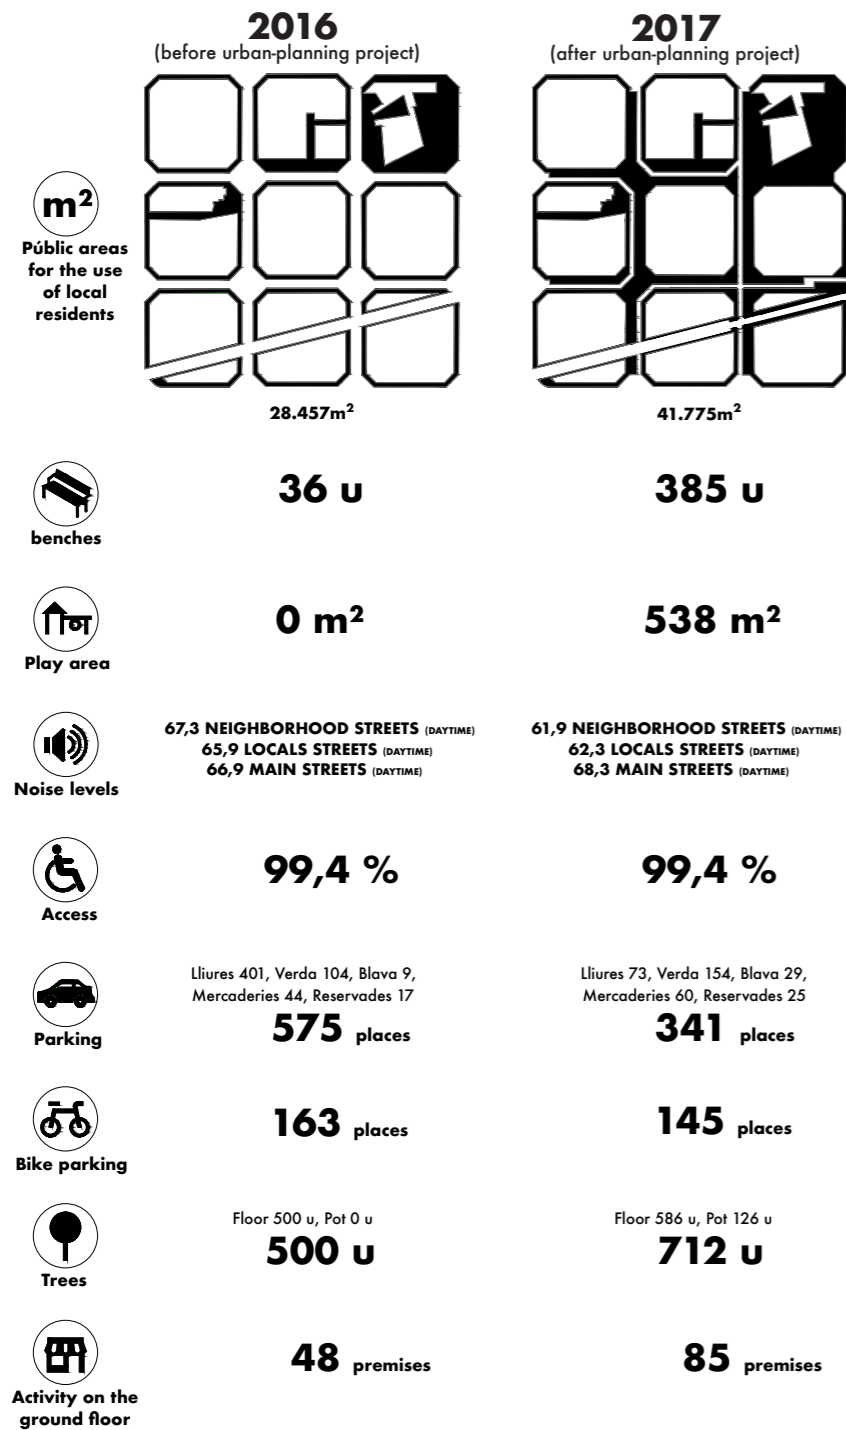 2016
(before urban-planning project)
2017
(after urban-planning project)
m²
Públic areas
for the use
of local
residents
28.457m²
41.775m²
benches
36 u
385 u
Play area
0 m²
538 m²
Noise levels
67,3 NEIGHBORHOOD STREETS (DAYTIME)
65,9 LOCALS STREETS (DAYTIME)
66,9 MAIN STREETS (DAYTIME)
61,9 NEIGHBORHOOD STREETS (DAYTIME)
62,3 LOCALS STREETS (DAYTIME)
68,3 MAIN STREETS (DAYTIME)
Access
99,4 %
99,4 %
Parking
Lliures 401, Verda 104, Blava 9,
Mercaderies 44, Reservades 17
575 places
Lliures 73, Verda 154, Blava 29,
Mercaderies 60, Reservades 25
341 places
Bike parking
163 places
145 places
Trees
Floor 500 u, Pot 0 u
500 u
Floor 586 u, Pot 126 u
712 u
Activity on the
ground floor
48 premises
85 premises